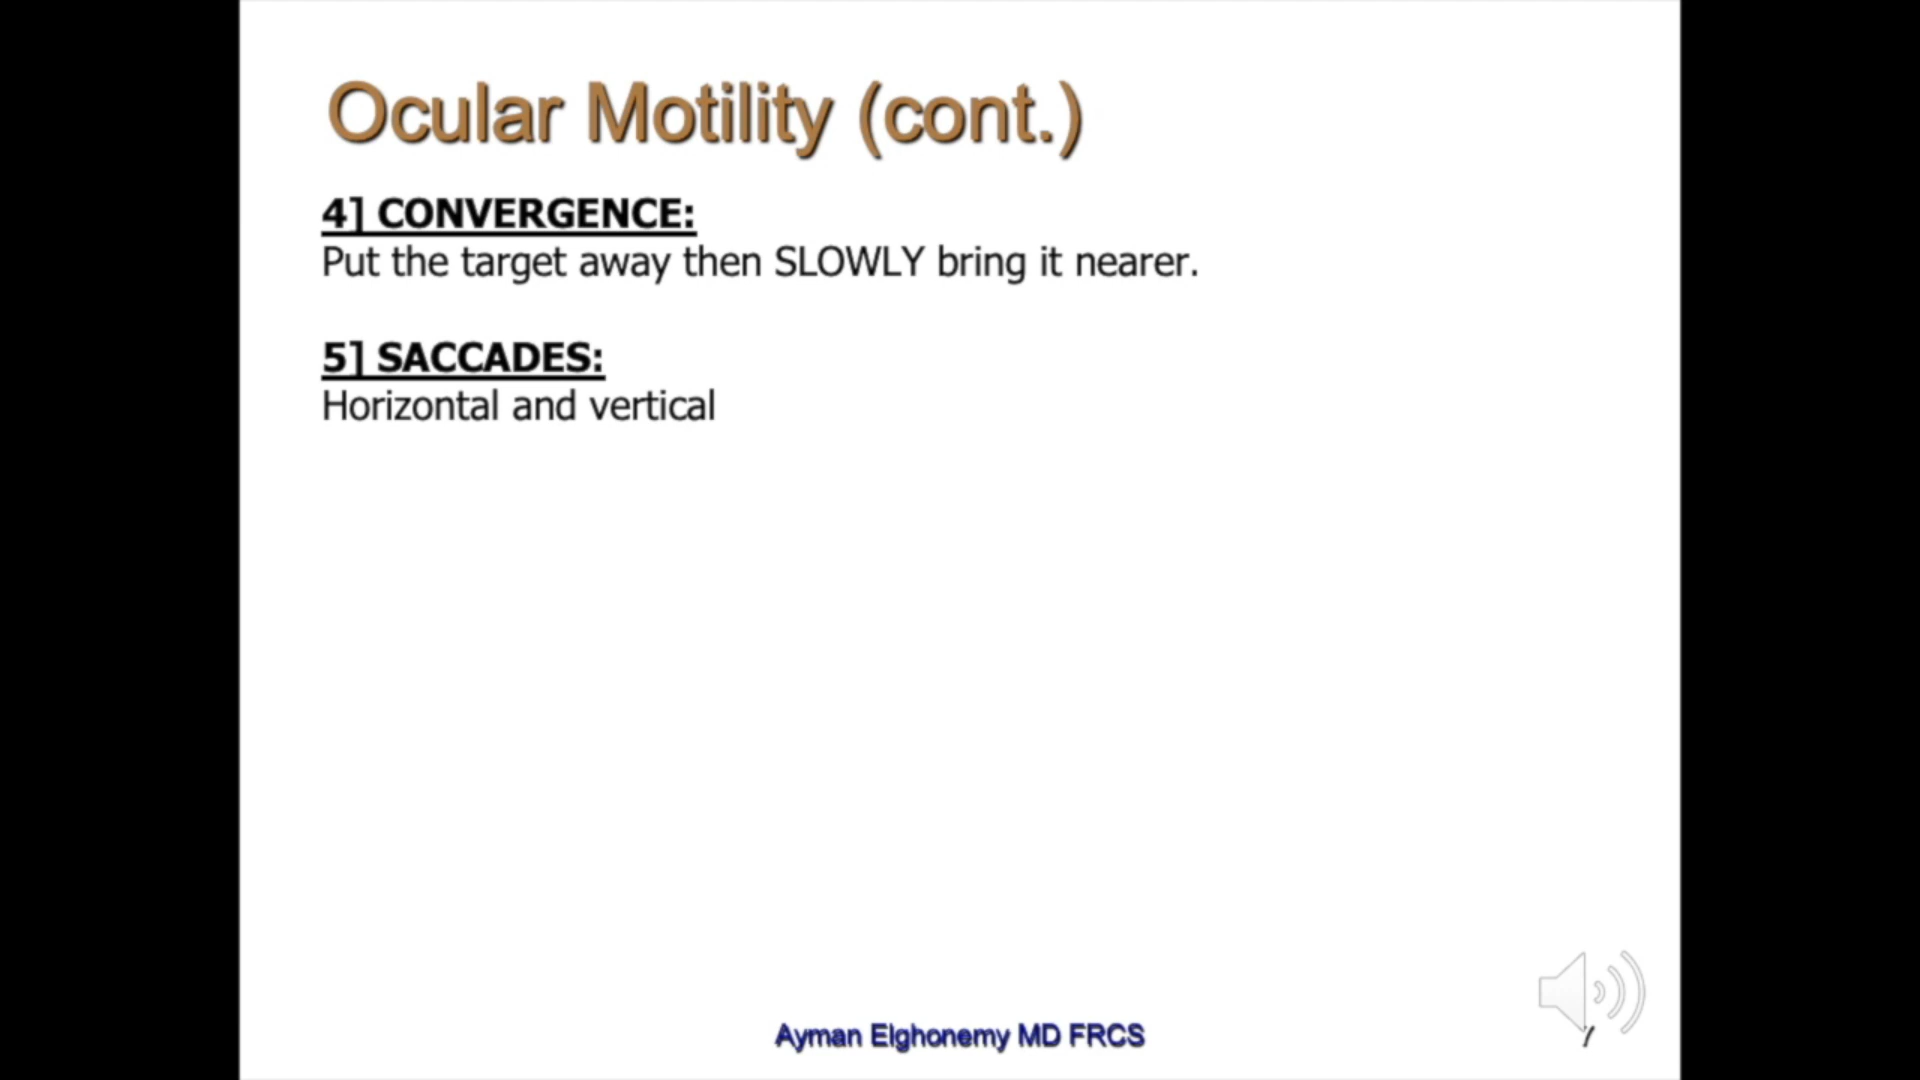 Ocular Motility (cont.)
4] CONVERGENCE:
Put the target away then SLOWLY bring it nearer.
5] SACCADES:
Horizontal and vertical
Ayman Elghonemy MD FRCS